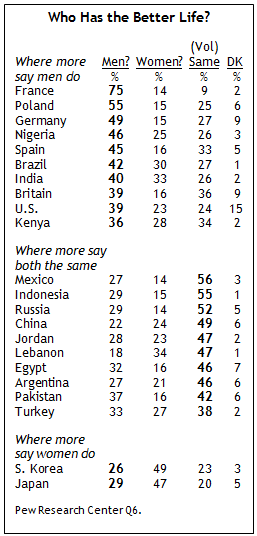 Who Has the Better Life?
(Vol)
Where more Men? Women? Same DK
say men do % % % %
France 75 14 9 2
Poland 55 15 25 6
Germany 49 15 27 9
Nigeria 46 25 26 3
Spain 45 16 33 5
Brazil 42 30 27 1
India 40 33 26 2
Britain 39 16 36 9
U.S. 39 23 24 15
Kenya 36 28 34 2
Where more say
both the same
Mexico 27 14 56 3
Indonesia 29 15 55 1
Russia 29 14 52 5
China 22 24 49 6
Jordan 28 23 47 2
Lebanon 18 34 47 1
Egypt 32 16 46 7
Argentina 27 21 46 6
Pakistan 37 16 42 6
Turkey 33 27 38 2
Where more
say women do
S. Korea 26 49 23 3
Japan 29 47 20 5
Pew Research Center Q6.